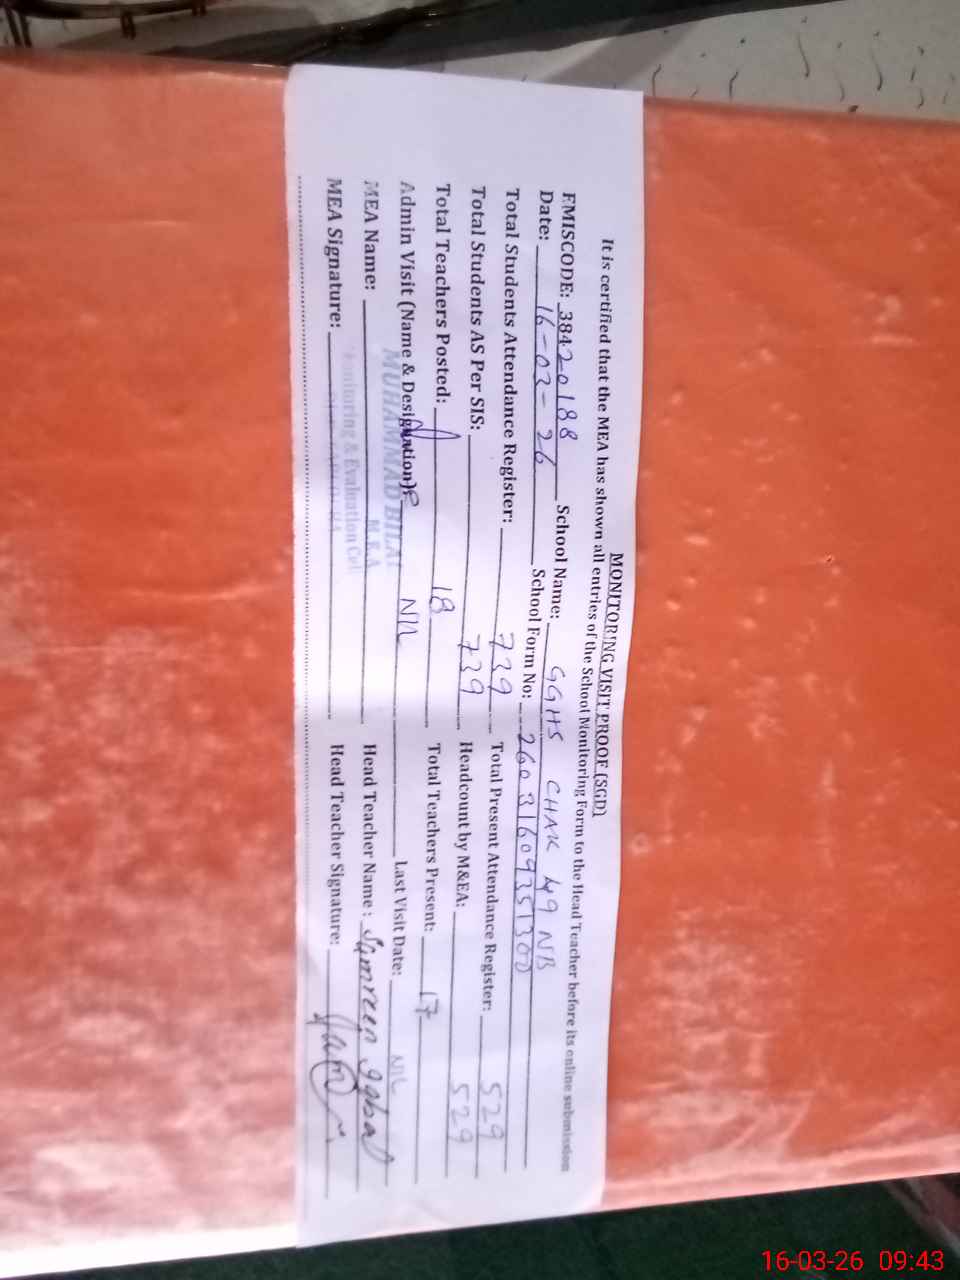 MONITORING VISIT PROOF (SGD)
It is certified that the MEA has shown all entries of the School Monitoring Form to the Head Teacher before its online submission
EMISCODE: 38420188 School Name: GGHS CHAK 49 NB
Date: 16-03-26 School Form No: 26031609351300
Total Students Attendance Register: 739 Total Present Attendance Register: 529
Total Students AS Per SIS: 739 Headcount by M&EA: 529
Total Teachers Posted: 18 Total Teachers Present: 17
Admin Visit (Name & Designation): NIL Last Visit Date: NIL
MEA Name: MUHAMMAD BILAL Head Teacher Name: Samreen Iqbal
M.E.A
MEA Signature: Monitoring & Evaluation Cell Head Teacher Signature:
16-03-26 09:43